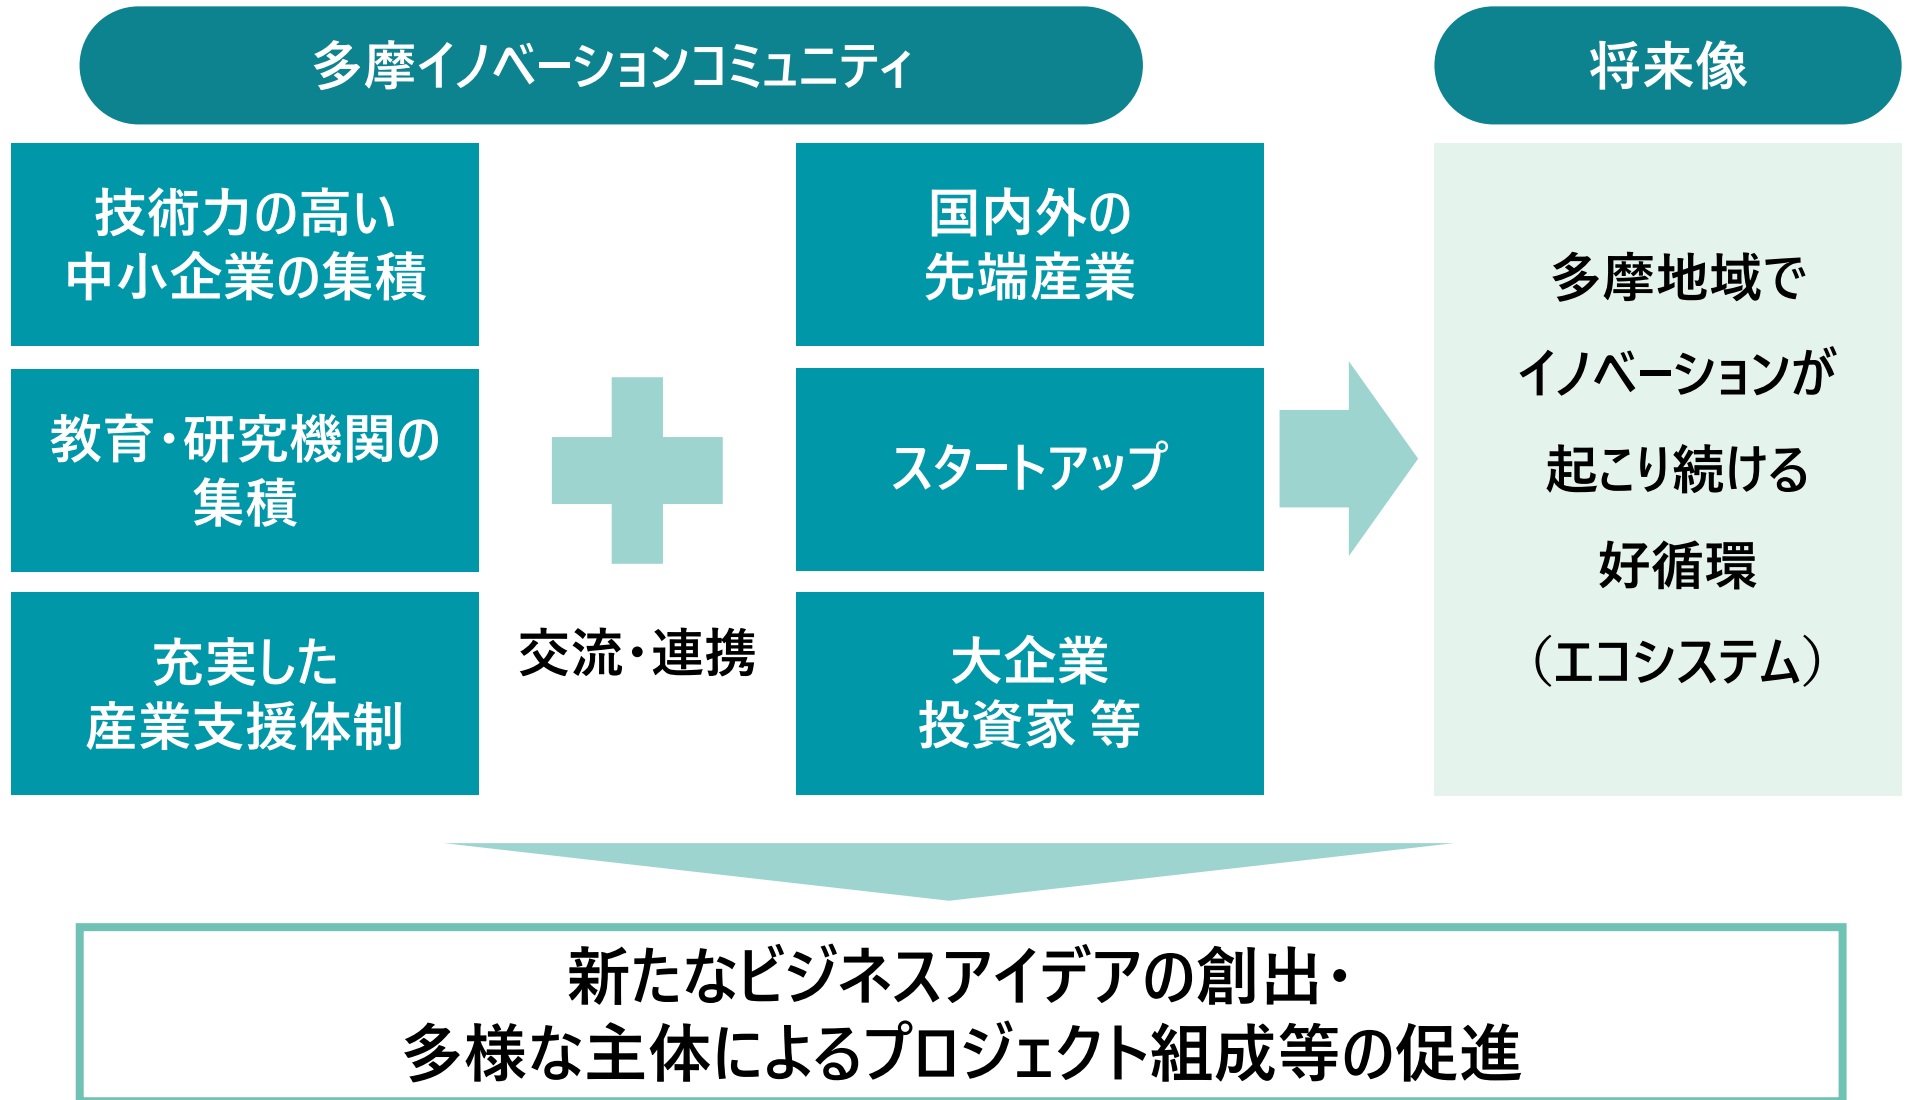 多摩イノベーションコミュニティ
将来像
技術力の高い
中小企業の集積
教育・研究機関の
集積
充実した
産業支援体制
交流・連携
国内外の
先端産業
スタートアップ
大企業
投資家 等
多摩地域で
イノベーションが
起こり続ける
好循環
（エコシステム）
新たなビジネスアイデアの創出・
多様な主体によるプロジェクト組成等の促進